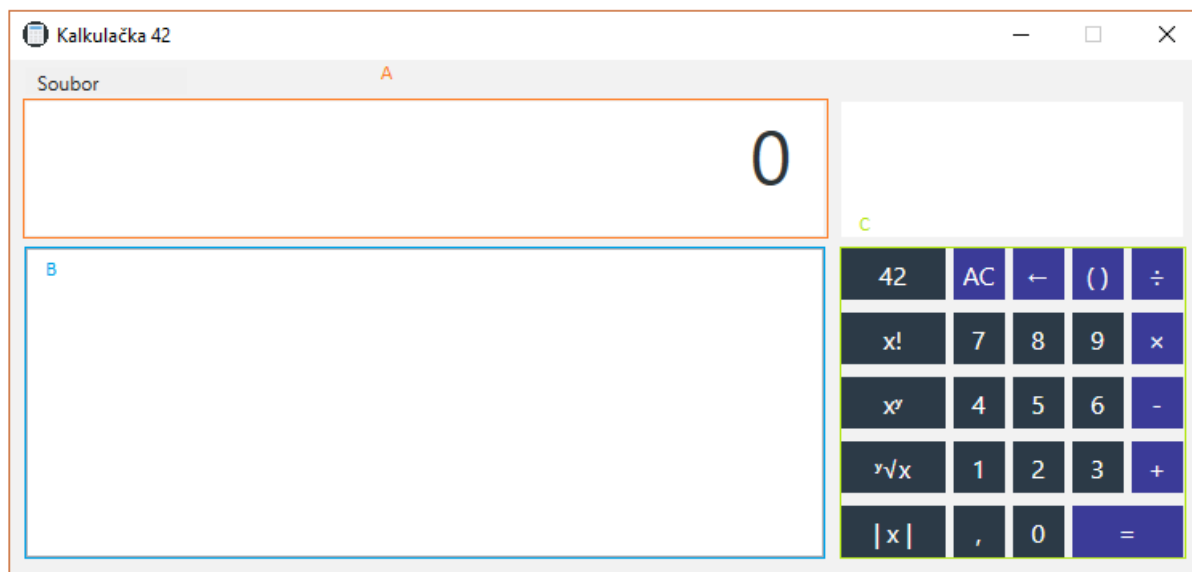 Kalkulačka 42
Soubor A
0
C
B
42 AC ← ( ) ÷
x! 7 8 9 ×
xʸ 4 5 6 -
ʸ√x 1 2 3 +
|x| , 0 =